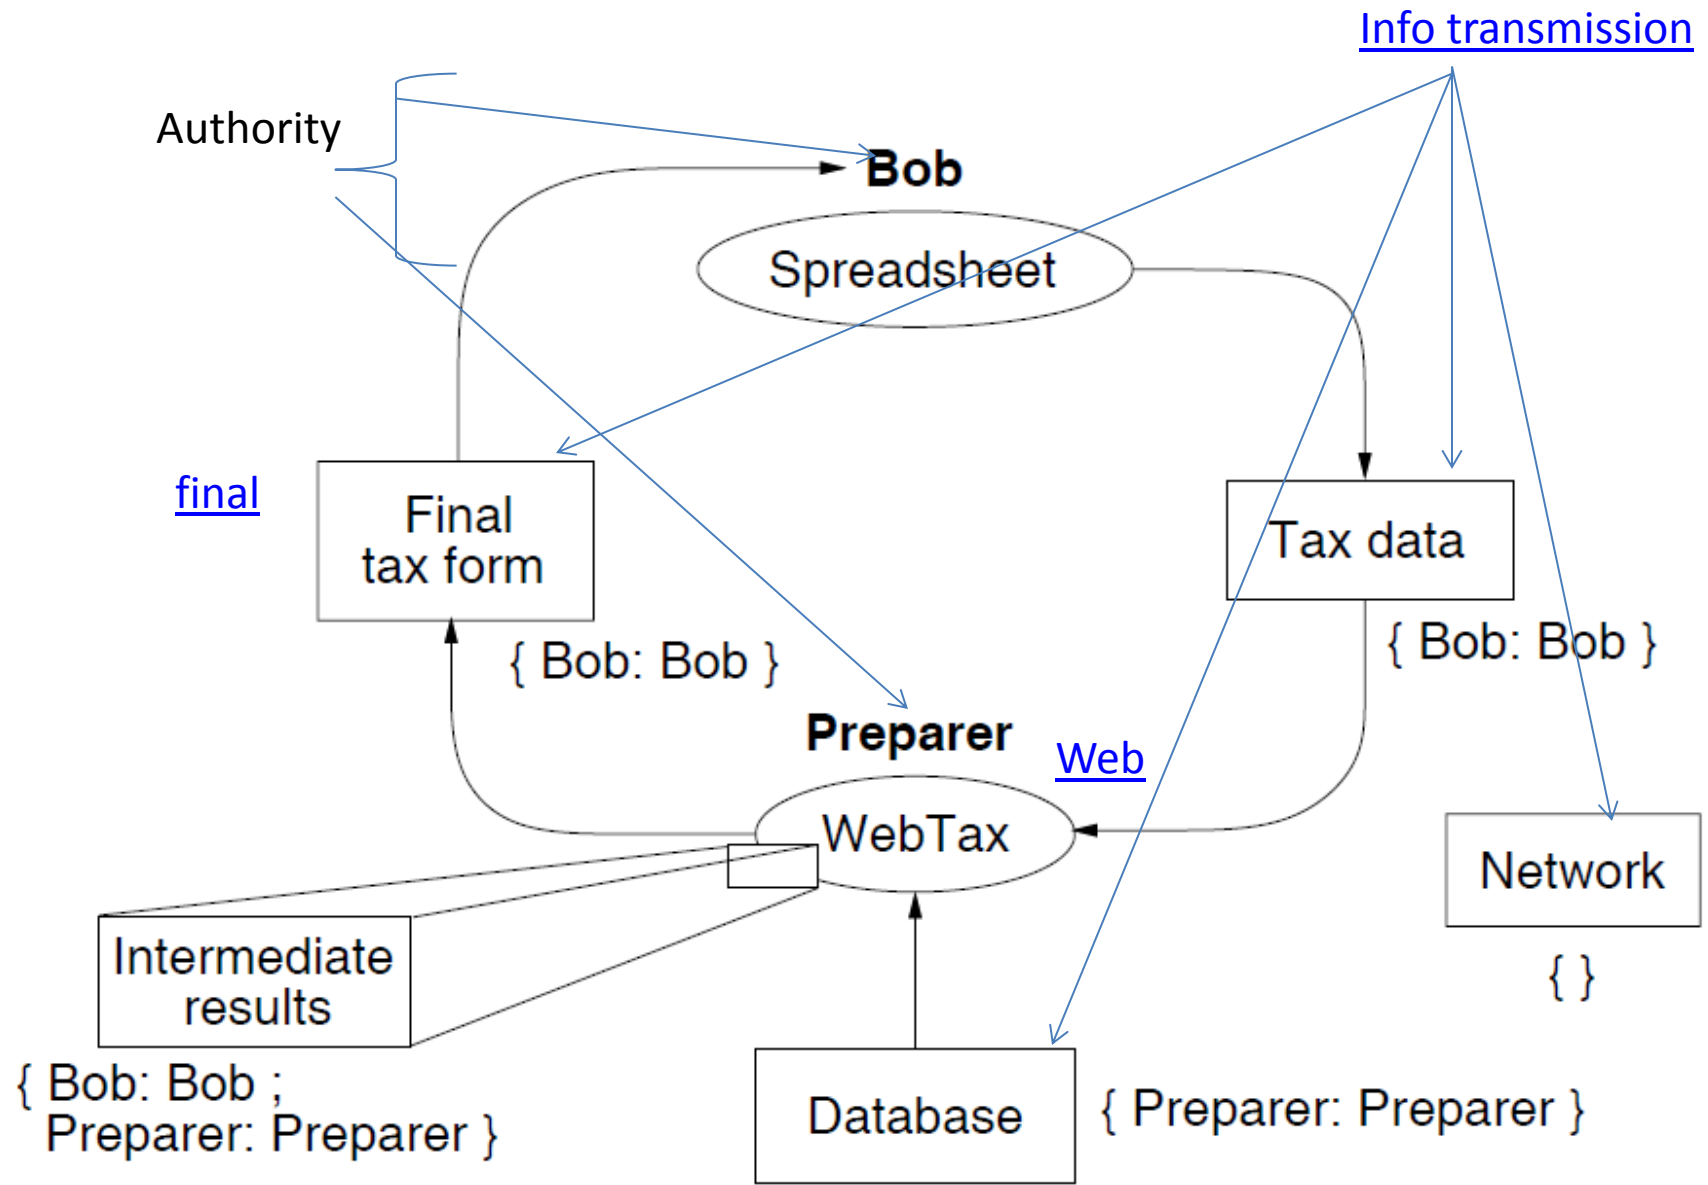 Info transmission
Authority
Bob
Spreadsheet
final
Final
tax form
Tax data
{ Bob: Bob }
{ Bob: Bob }
Preparer
Web
WebTax
Network
{ }
Intermediate
results
{ Bob: Bob ;
Preparer: Preparer }
Database
{ Preparer: Preparer }